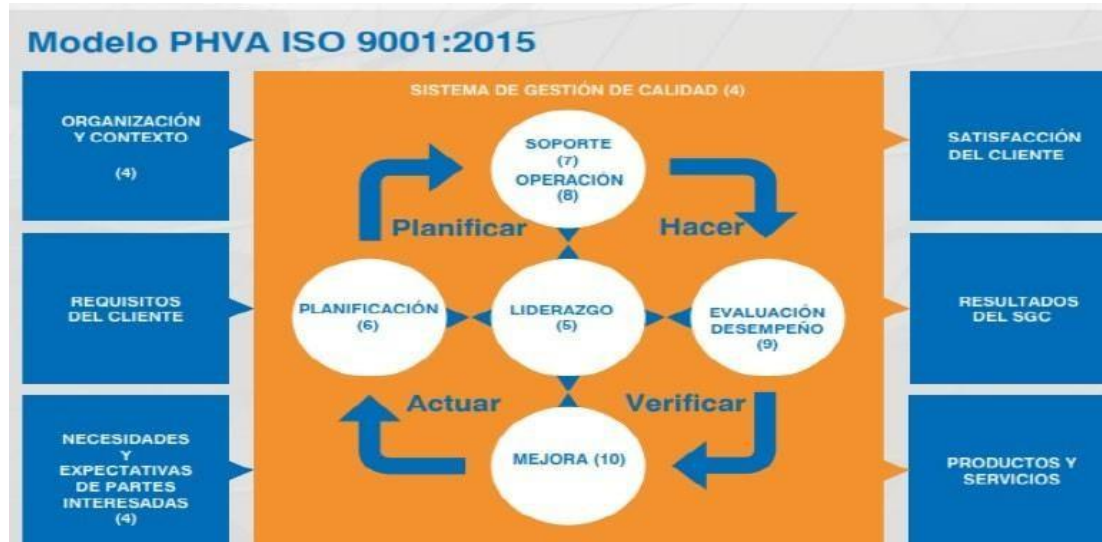 Modelo PHVA ISO 9001:2015
ORGANIZACIÓN
Y CONTEXTO
(4)
REQUISITOS
DEL CLIENTE
NECESIDADES
Y
EXPECTATIVAS
DE PARTES
INTERESADAS
(4)
SISTEMA DE GESTIÓN DE CALIDAD (4)
SOPORTE
(7)
OPERACIÓN
(8)
Planificar
Hacer
PLANIFICACIÓN
(6)
LIDERAZGO
(5)
EVALUACIÓN
DESEMPEÑO
(9)
Actuar
Verificar
MEJORA (10)
SATISFACCIÓN
DEL CLIENTE
RESULTADOS
DEL SGC
PRODUCTOS Y
SERVICIOS